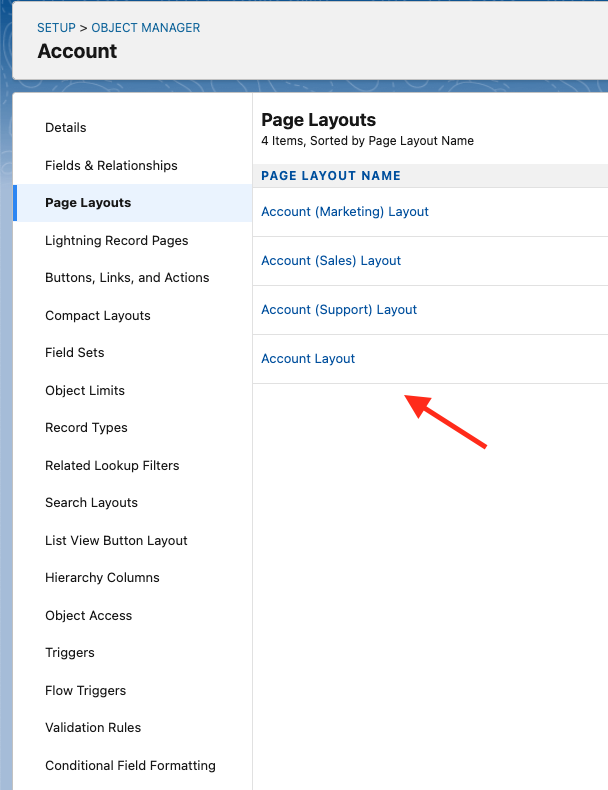 SETUP > OBJECT MANAGER
Account
Details
Fields & Relationships
Page Layouts
Lightning Record Pages
Buttons, Links, and Actions
Compact Layouts
Field Sets
Object Limits
Record Types
Related Lookup Filters
Search Layouts
List View Button Layout
Hierarchy Columns
Object Access
Triggers
Flow Triggers
Validation Rules
Conditional Field Formatting
Page Layouts
4 Items, Sorted by Page Layout Name
PAGE LAYOUT NAME
Account (Marketing) Layout
Account (Sales) Layout
Account (Support) Layout
Account Layout